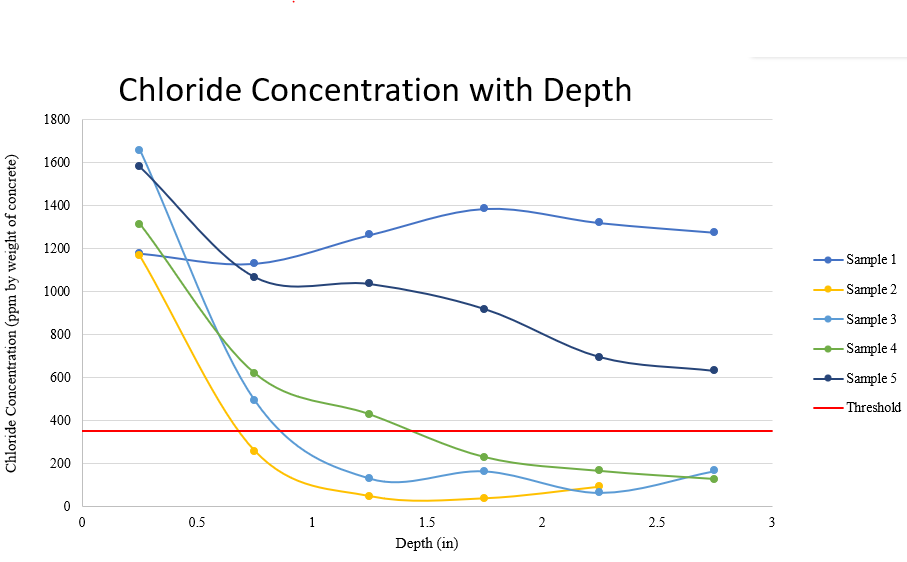 Chloride Concentration with Depth
Chloride Concentration (ppm by weight of concrete)
1800
1600
1400
1200
1000
800
600
400
200
0
0 0.5 1 1.5 2 2.5 3
Depth (in)
Sample 1
Sample 2
Sample 3
Sample 4
Sample 5
Threshold